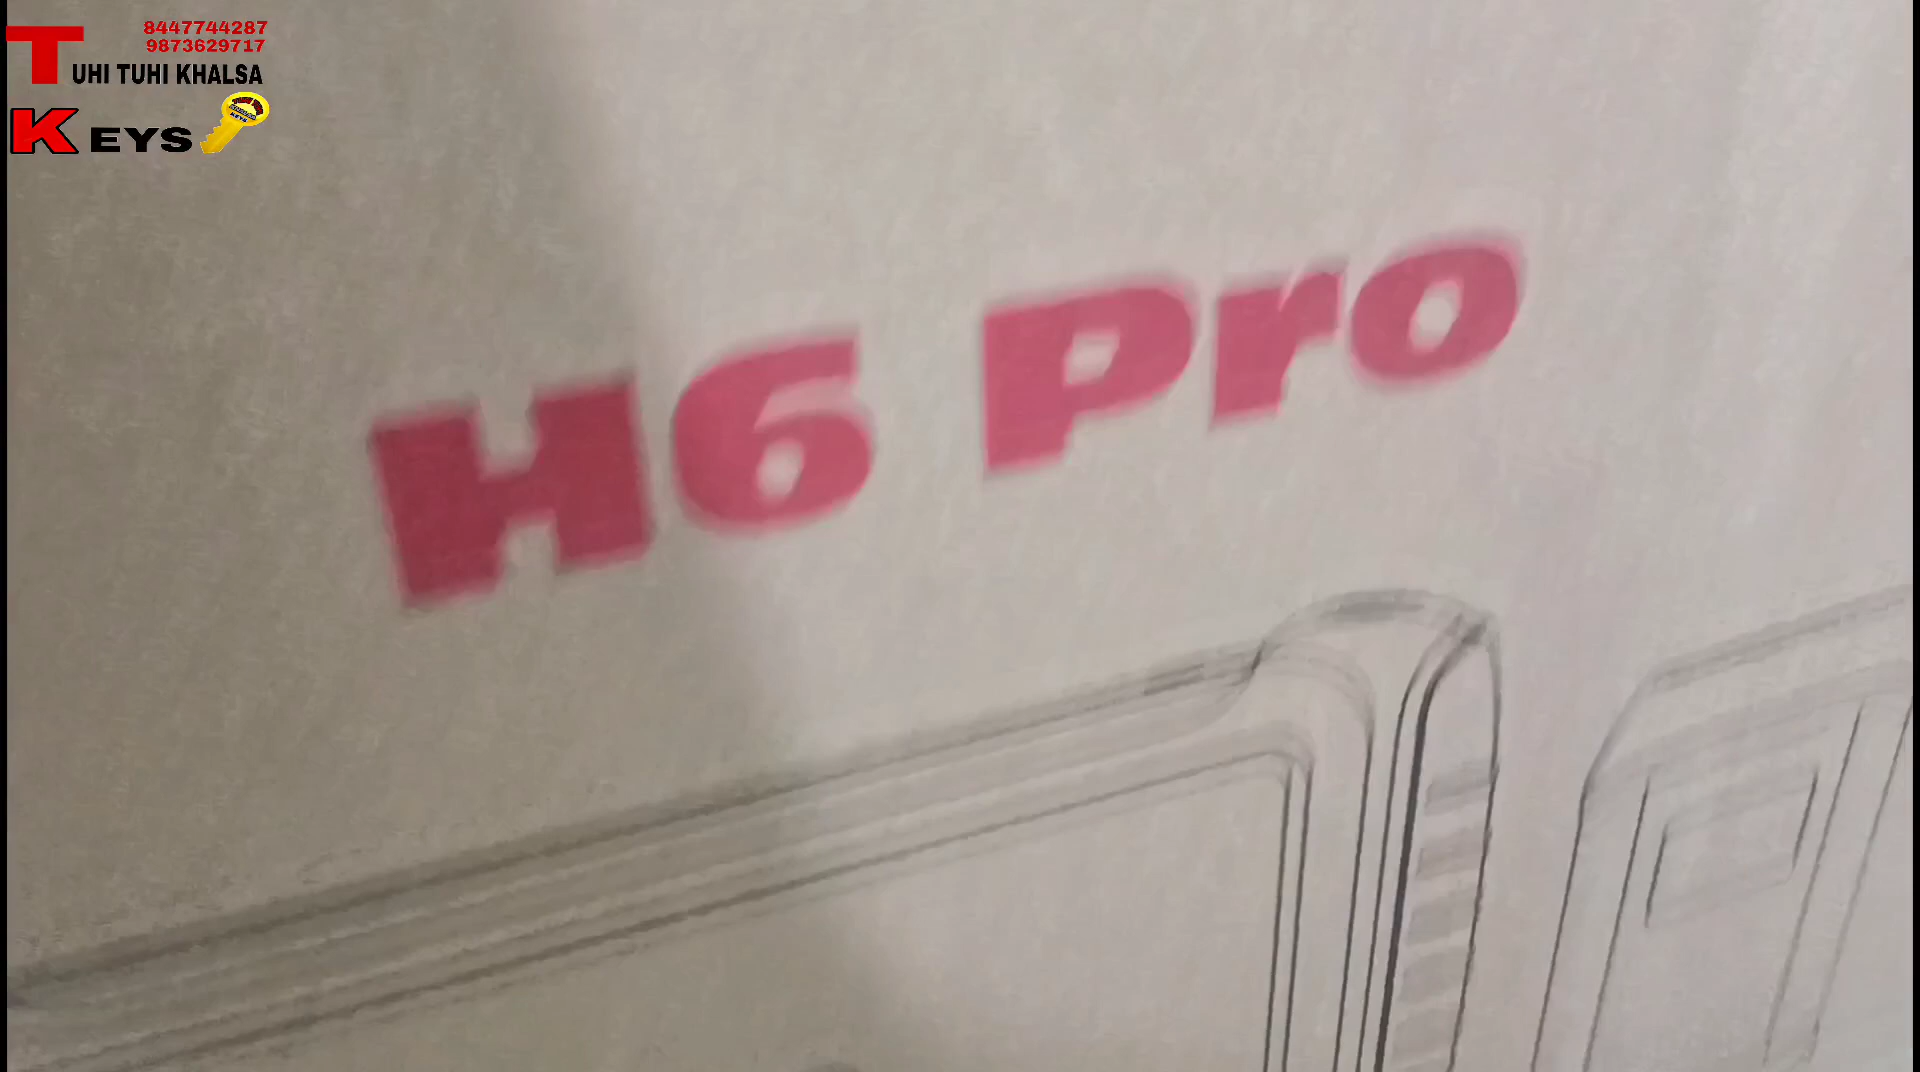 8447744287
9873629717
TUHI TUHI KHALSA
KEYS
H6 Pro